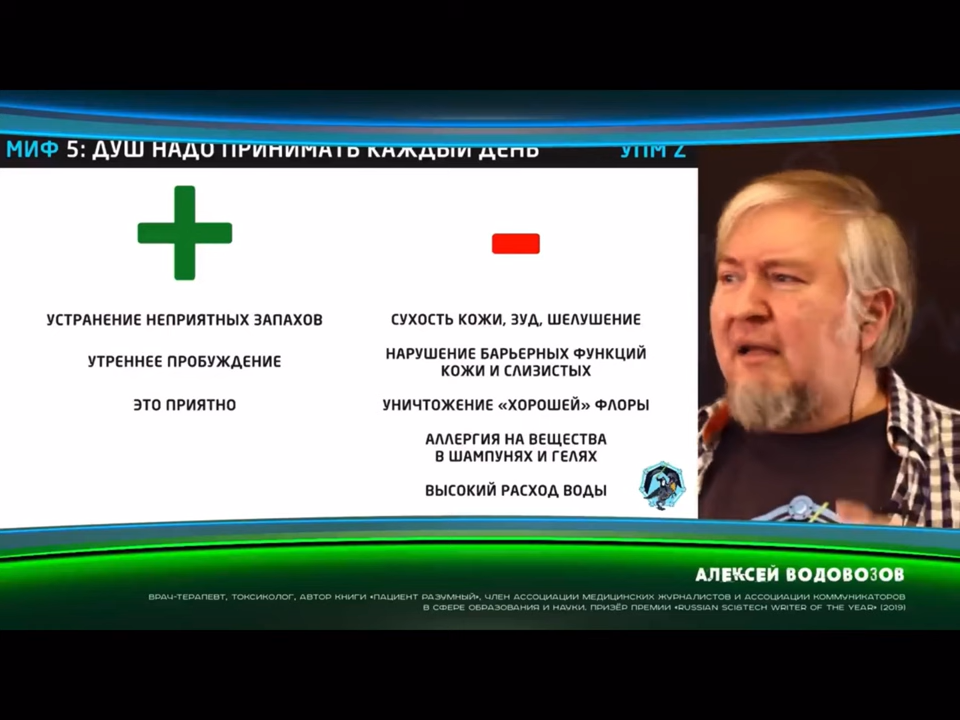 МИФ 5: ДУШ НАДО ПРИНИМАТЬ КАЖДЫЙ ДЕНЬ УПМ 2
УСТРАНЕНИЕ НЕПРИЯТНЫХ ЗАПАХОВ
УТРЕННЕЕ ПРОБУЖДЕНИЕ
ЭТО ПРИЯТНО
СУХОСТЬ КОЖИ, ЗУД, ШЕЛУШЕНИЕ
НАРУШЕНИЕ БАРЬЕРНЫХ ФУНКЦИЙ
КОЖИ И СЛИЗИСТЫХ
УНИЧТОЖЕНИЕ «ХОРОШЕЙ» ФЛОРЫ
АЛЛЕРГИЯ НА ВЕЩЕСТВА
В ШАМПУНЯХ И ГЕЛЯХ
ВЫСОКИЙ РАСХОД ВОДЫ
АЛЕКСЕЙ ВОДОВОЗОВ
ВРАЧ-ТЕРАПЕВТ, ТОКСИКОЛОГ, АВТОР КНИГИ «ПАЦИЕНТ РАЗУМНЫЙ», ЧЛЕН АССОЦИАЦИИ МЕДИЦИНСКИХ ЖУРНАЛИСТОВ И АССОЦИАЦИИ КОММУНИКАТОРОВ
В СФЕРЕ ОБРАЗОВАНИЯ И НАУКИ, ПРИЗЁР ПРЕМИИ «RUSSIAN SCI&TECH WRITER OF THE YEAR» (2019)